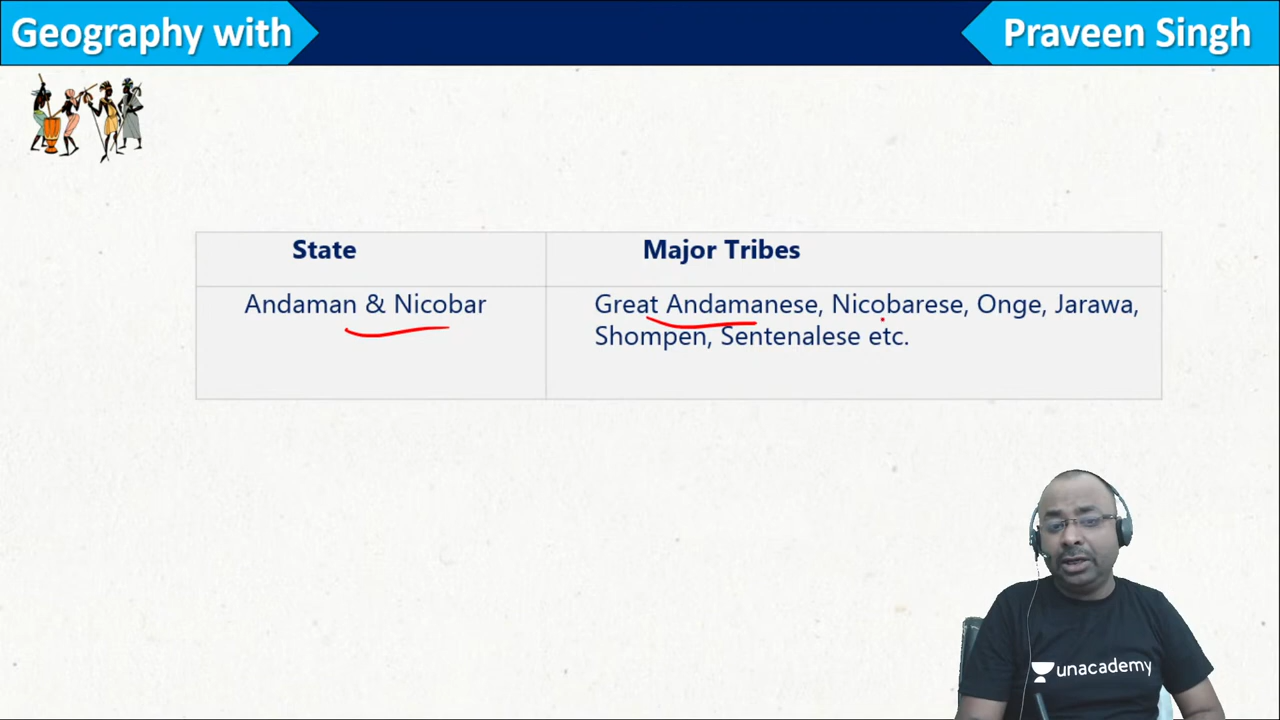 Geography with
Praveen Singh
State
Major Tribes
Andaman & Nicobar
Great Andamanese, Nicobarese, Onge, Jarawa,
Shompen, Sentenalese etc.
unacademy